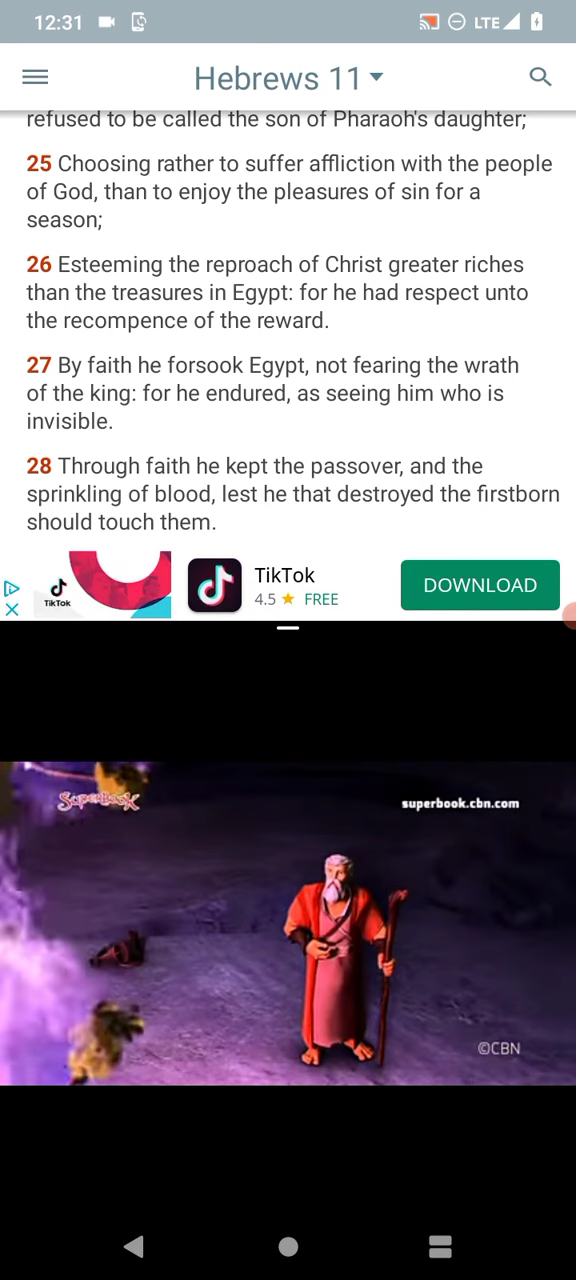 12:31
LTE
Hebrews 11
refused to be called the son of Pharaoh's daughter;
25 Choosing rather to suffer affliction with the people
of God, than to enjoy the pleasures of sin for a
season;
26 Esteeming the reproach of Christ greater riches
than the treasures in Egypt: for he had respect unto
the recompence of the reward.
27 By faith he forsook Egypt, not fearing the wrath
of the king: for he endured, as seeing him who is
invisible.
28 Through faith he kept the passover, and the
sprinkling of blood, lest he that destroyed the firstborn
should touch them.
TikTok
TikTok
4.5 ★ FREE
DOWNLOAD
SUPERBOOK
superbook.cbn.com
©CBN